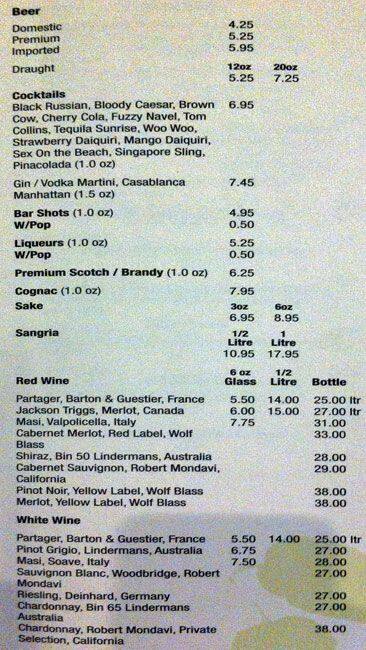 Beer
Domestic 4.25
Premium 5.25
Imported 5.95
12oz 20oz
Draught 5.25 7.25
Cocktails
Black Russian, Bloody Caesar, Brown 6.95
Cow, Cherry Cola, Fuzzy Navel, Tom
Collins, Tequila Sunrise, Woo Woo,
Strawberry Daiquiri, Mango Daiquiri,
Sex On the Beach, Singapore Sling,
Pinacolada (1.0 oz)
Gin / Vodka Martini, Casablanca 7.45
Manhattan (1.5 oz)
Bar Shots (1.0 oz) 4.95
W/Pop 0.50
Liqueurs (1.0 oz) 5.25
W/Pop 0.50
Premium Scotch / Brandy (1.0 oz) 6.25
Cognac (1.0 oz) 7.95
Sake 3oz 6oz
6.95 8.95
Sangria 1/2 1
Litre Litre
10.95 17.95
6 oz 1/2
Red Wine Glass Litre Bottle
Partager, Barton & Guestier, France 5.50 14.00 25.00 ltr
Jackson Triggs, Merlot, Canada 6.00 15.00 27.00 ltr
Masi, Valpolicella, Italy 7.75 31.00
Cabernet Merlot, Red Label, Wolf 33.00
Blass
Shiraz, Bin 50 Lindermans, Australia 28.00
Cabernet Sauvignon, Robert Mondavi, 29.00
California
Pinot Noir, Yellow Label, Wolf Blass 38.00
Merlot, Yellow Label, Wolf Blass 38.00
White Wine
Partager, Barton & Guestier, France 5.50 14.00 25.00 ltr
Pinot Grigio, Lindermans, Australia 6.75 27.00
Masi, Soave, Italy 7.50 28.00
Sauvignon Blanc, Woodbridge, Robert 27.00
Mondavi
Riesling, Deinhard, Germany 27.00
Chardonnay, Bin 65 Lindermans 27.00
Australia
Chardonnay, Robert Mondavi, Private 38.00
Selection, California